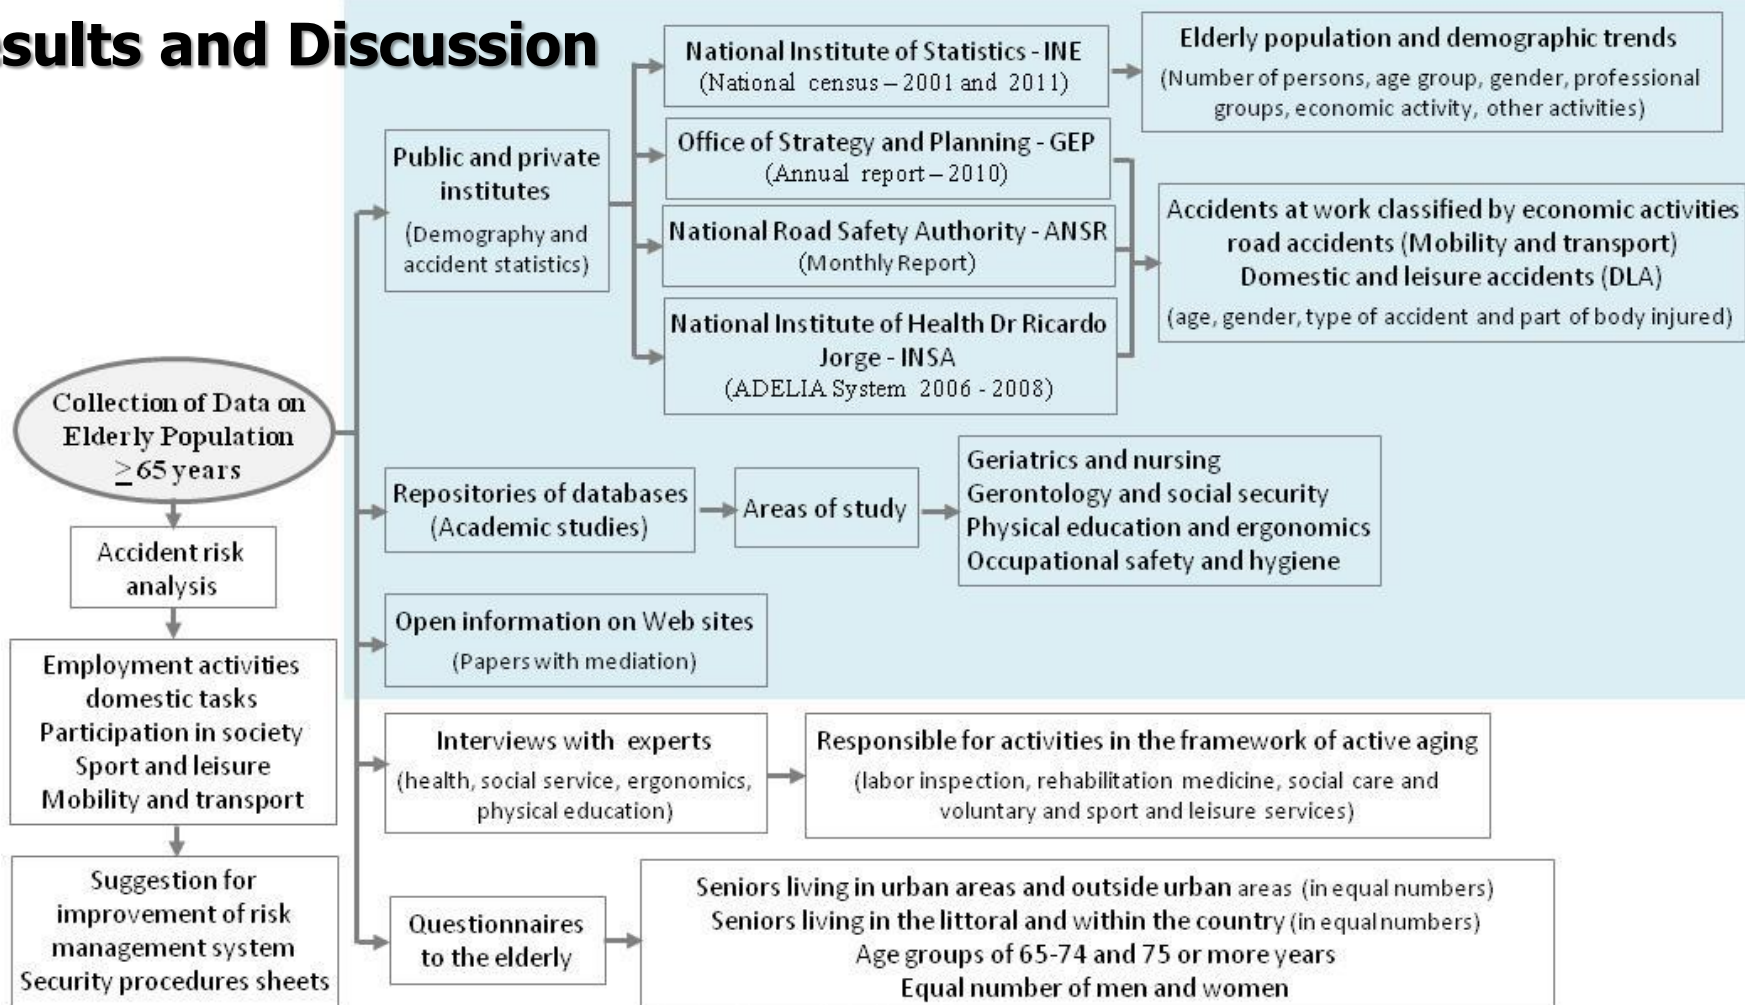 sults and Discussion
National Institute of Statistics - INE
(National census – 2001 and 2011)
Elderly population and demographic trends
(Number of persons, age group, gender, professional
groups, economic activity, other activities)
Public and private
institutes
(Demography and
accident statistics)
Office of Strategy and Planning - GEP
(Annual report – 2010)
National Road Safety Authority - ANSR
(Monthly Report)
National Institute of Health Dr Ricardo
Jorge - INSA
(ADELIA System 2006 - 2008)
Accidents at work classified by economic activities
road accidents (Mobility and transport)
Domestic and leisure accidents (DLA)
(age, gender, type of accident and part of body injured)
Collection of Data on
Elderly Population
≥ 65 years
Repositories of databases
(Academic studies)
Areas of study
Geriatrics and nursing
Gerontology and social security
Physical education and ergonomics
Occupational safety and hygiene
Accident risk
analysis
Open information on Web sites
(Papers with mediation)
Employment activities
domestic tasks
Participation in society
Sport and leisure
Mobility and transport
Interviews with experts
(health, social service, ergonomics,
physical education)
Responsible for activities in the framework of active aging
(labor inspection, rehabilitation medicine, social care and
voluntary and sport and leisure services)
Suggestion for
improvement of risk
management system
Security procedures sheets
Questionnaires
to the elderly
Seniors living in urban areas and outside urban areas (in equal numbers)
Seniors living in the littoral and within the country (in equal numbers)
Age groups of 65-74 and 75 or more years
Equal number of men and women